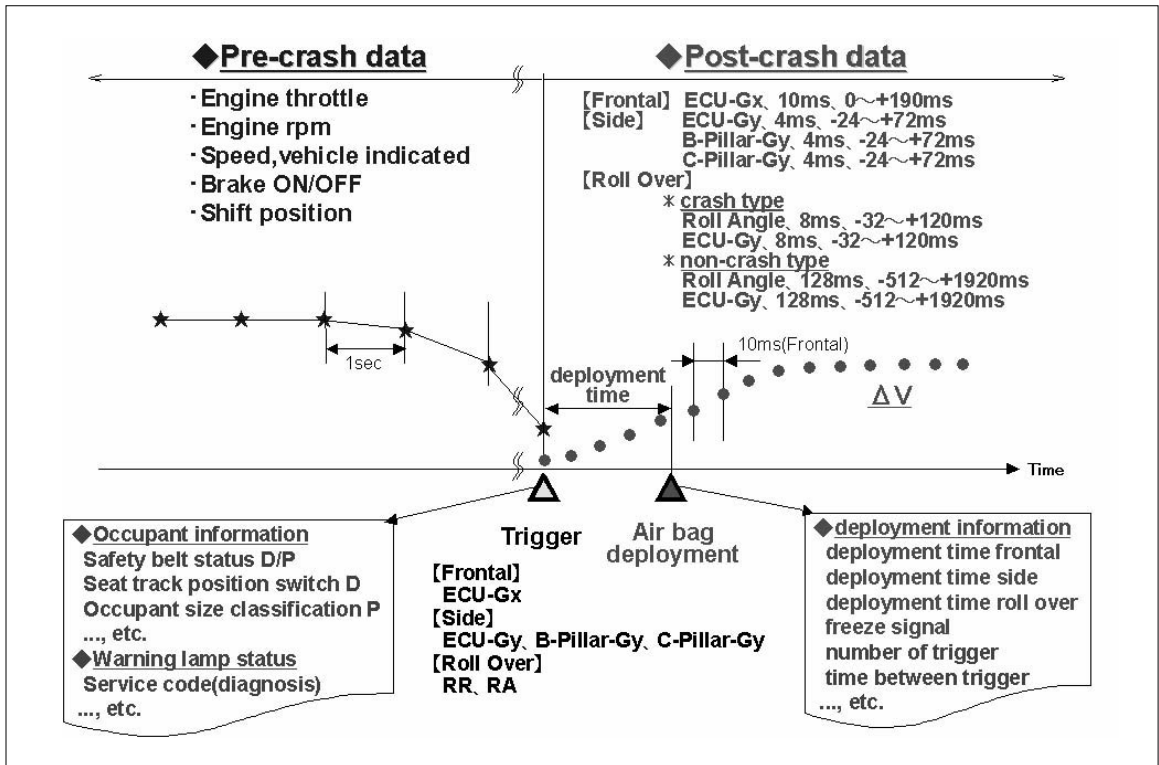 ◆Pre-crash data
・Engine throttle
・Engine rpm
・Speed,vehicle indicated
・Brake ON/OFF
・Shift position
◆Post-crash data
【Frontal】 ECU-Gx、10ms、0～+190ms
【Side】 ECU-Gy、4ms、-24～+72ms
B-Pillar-Gy、4ms、-24～+72ms
C-Pillar-Gy、4ms、-24～+72ms
【Roll Over】
＊crash type
Roll Angle、8ms、-32～+120ms
ECU-Gy、8ms、-32～+120ms
＊non-crash type
Roll Angle、128ms、-512～+1920ms
ECU-Gy、128ms、-512～+1920ms
1sec
deployment
time
10ms(Frontal)
ΔV
Time
Trigger
【Frontal】
ECU-Gx
【Side】
ECU-Gy、B-Pillar-Gy、C-Pillar-Gy
【Roll Over】
RR、RA
Air bag
deployment
◆Occupant information
Safety belt status D/P
Seat track position switch D
Occupant size classification P
..., etc.
◆Warning lamp status
Service code(diagnosis)
..., etc.
◆deployment information
deployment time frontal
deployment time side
deployment time roll over
freeze signal
number of trigger
time between trigger
..., etc.